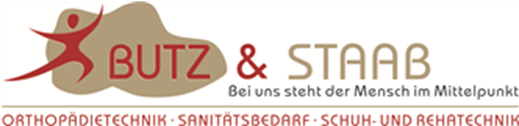 BUTZ & STAAB
Bei uns steht der Mensch im Mittelpunkt
ORTHOPÄDIETECHNIK · SANITÄTSBEDARF · SCHUH- UND REHATECHNIK